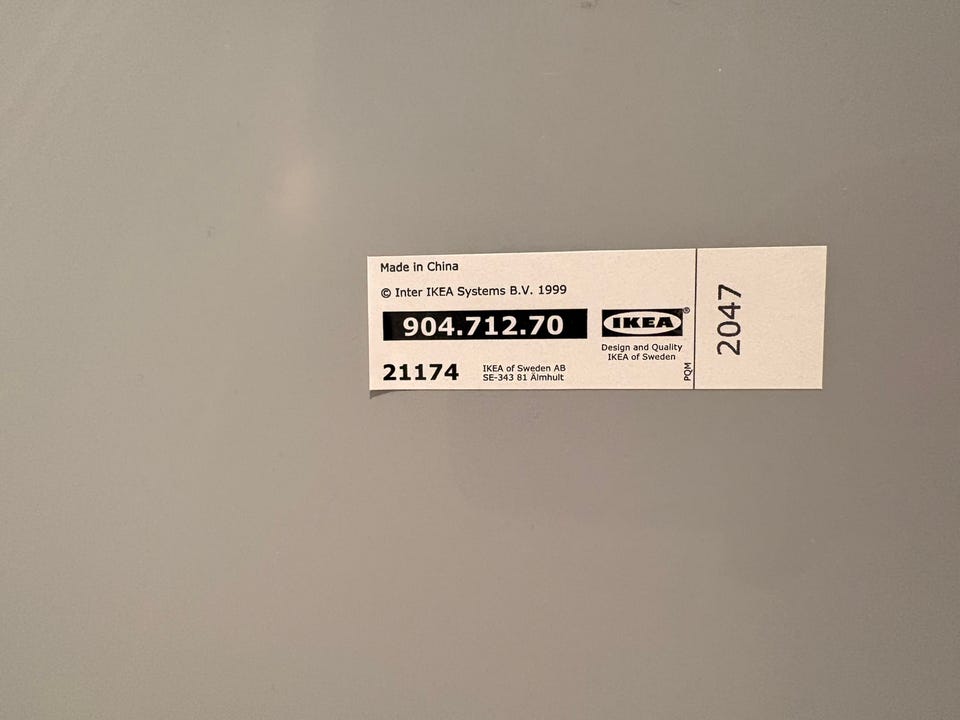 Made in China
© Inter IKEA Systems B.V. 1999
904.712.70
IKEA®
Design and Quality
IKEA of Sweden
21174
IKEA of Sweden AB
SE-343 81 Älmhult
PQM
2047